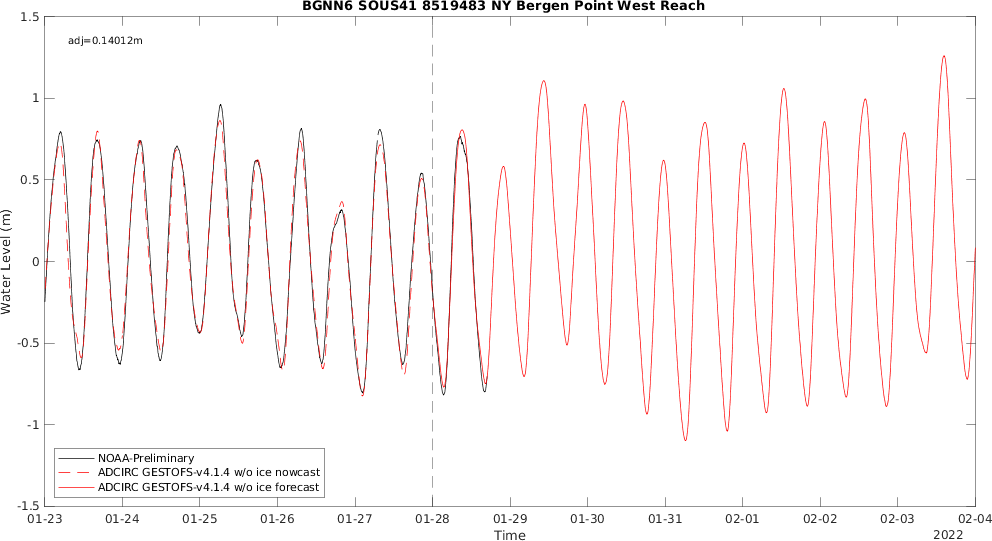 BGNN6 SOUS41 8519483 NY Bergen Point West Reach
adj=0.14012m
1.5
1
0.5
0
-0.5
-1
-1.5
Water Level (m)
NOAA-Preliminary
ADCIRC GESTOFS-v4.1.4 w/o ice nowcast
ADCIRC GESTOFS-v4.1.4 w/o ice forecast
01-23 01-24 01-25 01-26 01-27 01-28 01-29 01-30 01-31 02-01 02-02 02-03 02-04
Time
2022